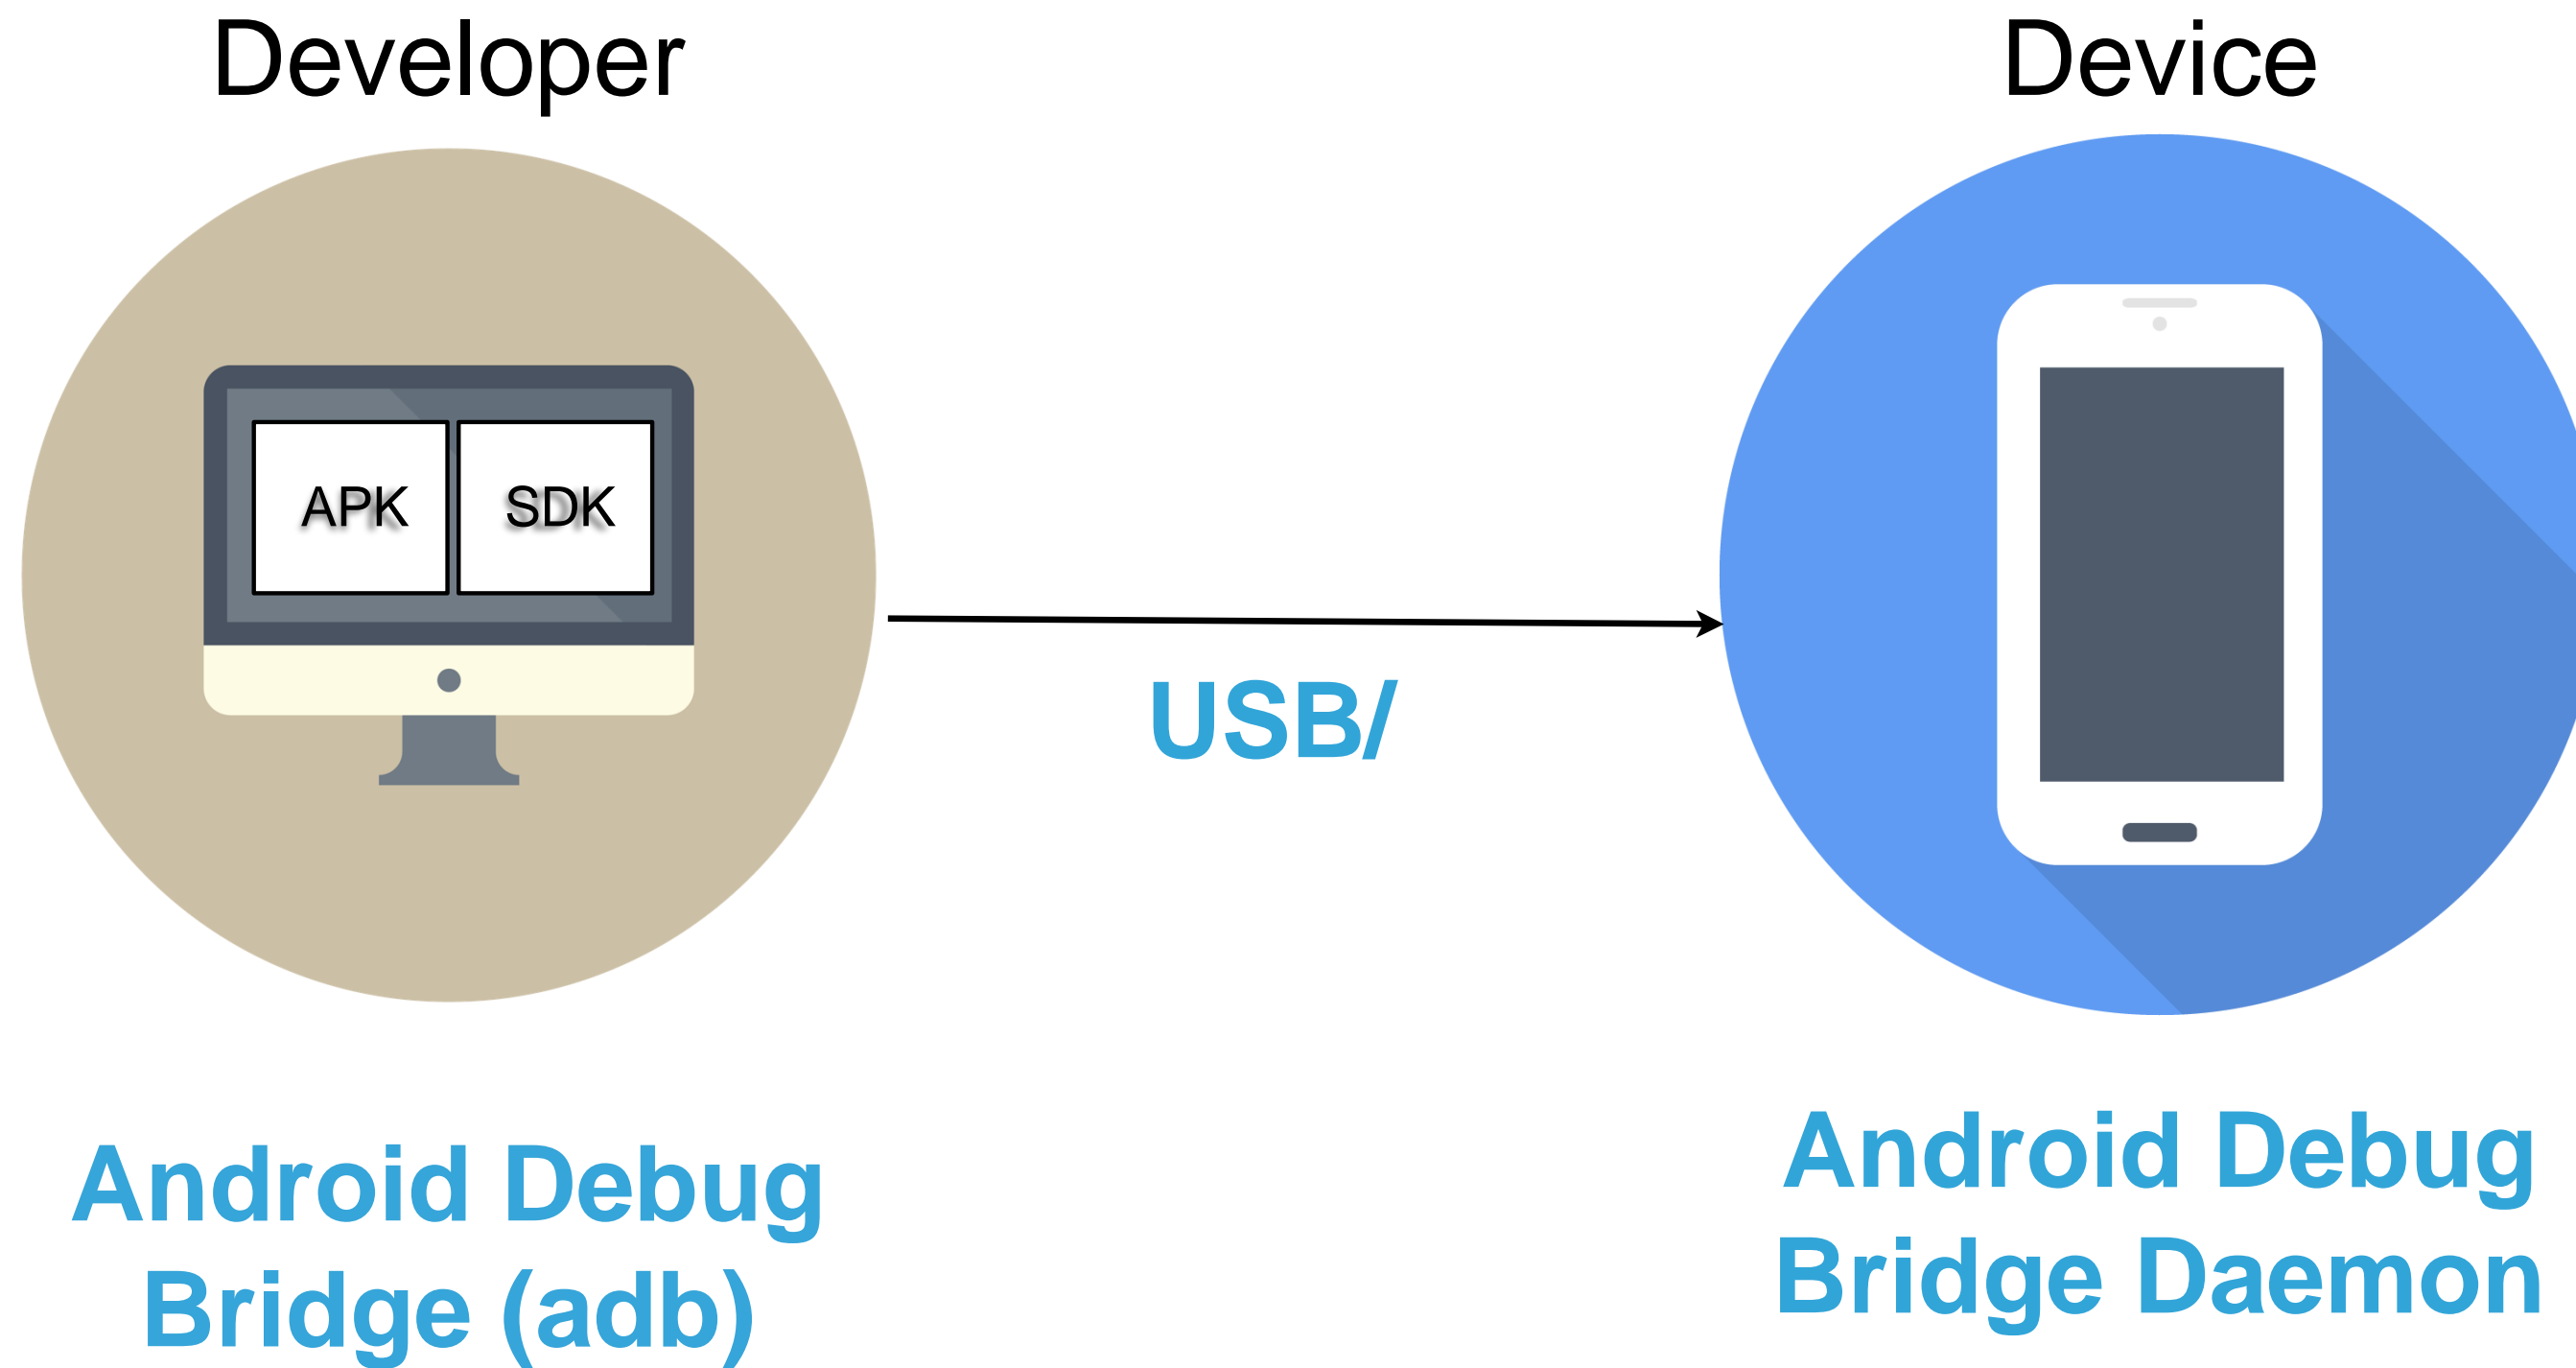 Developer
Device
APK
SDK
USB/
Android Debug
Bridge (adb)
Android Debug
Bridge Daemon